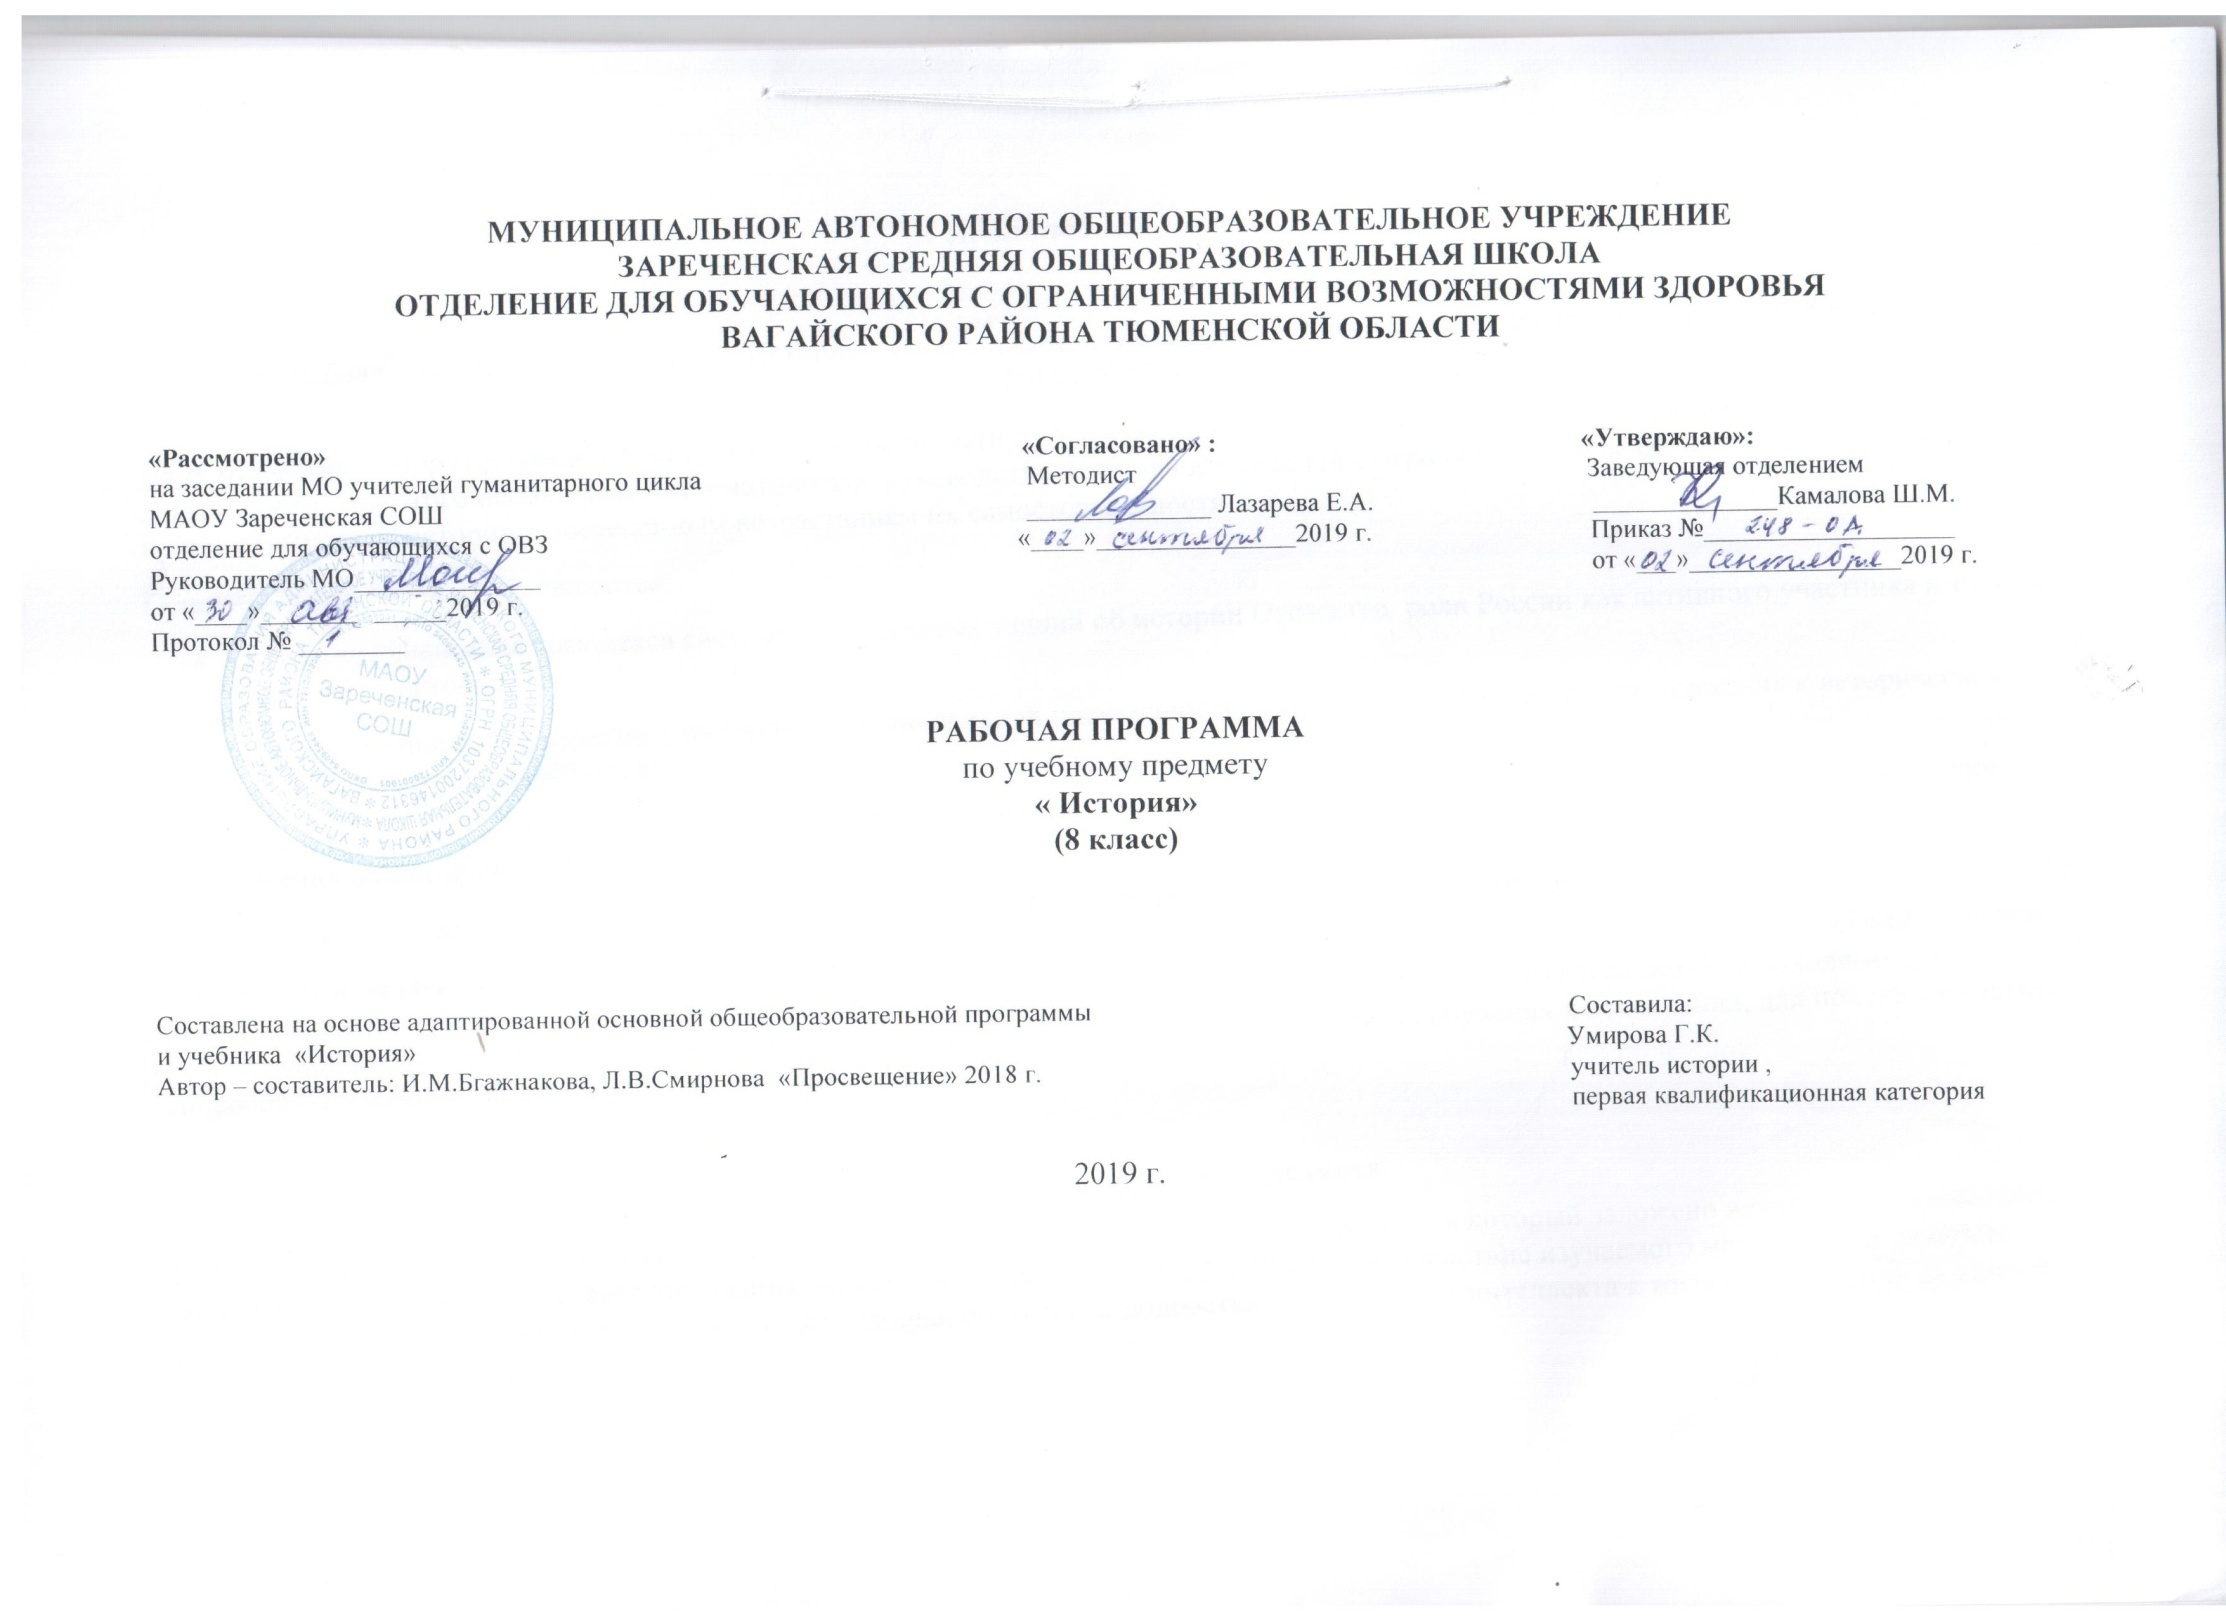 МУНИЦИПАЛЬНОЕ АВТОНОМНОЕ ОБЩЕОБРАЗОВАТЕЛЬНОЕ УЧРЕЖДЕНИЕ
ЗАРЕЧЕНСКАЯ СРЕДНЯЯ ОБЩЕОБРАЗОВАТЕЛЬНАЯ ШКОЛА
ОТДЕЛЕНИЕ ДЛЯ ОБУЧАЮЩИХСЯ С ОГРАНИЧЕННЫМИ ВОЗМОЖНОСТЯМИ ЗДОРОВЬЯ
ВАГАЙСКОГО РАЙОНА ТЮМЕНСКОЙ ОБЛАСТИ
«Рассмотрено»
на заседании МО учителей гуманитарного цикла
МАОУ Зареченская СОШ
отделение для обучающихся с ОВЗ
Руководитель МО
от «30» авг 2019 г.
Протокол № 1
«Согласовано» :
Методист
Лазарева Е.А.
«02» сентября 2019 г.
«Утверждаю»:
Заведующая отделением
Камалова Ш.М.
Приказ № 248 - ОД
от «02» сентября 2019 г.
МАОУ
Зареченская
СОШ
РАБОЧАЯ ПРОГРАММА
по учебному предмету
« История»
(8 класс)
Составлена на основе адаптированной основной общеобразовательной программы
и учебника «История»
Автор – составитель: И.М.Бгажнакова, Л.В.Смирнова «Просвещение» 2018 г.
Составила:
Умирова Г.К.
учитель истории ,
первая квалификационная категория
2019 г.